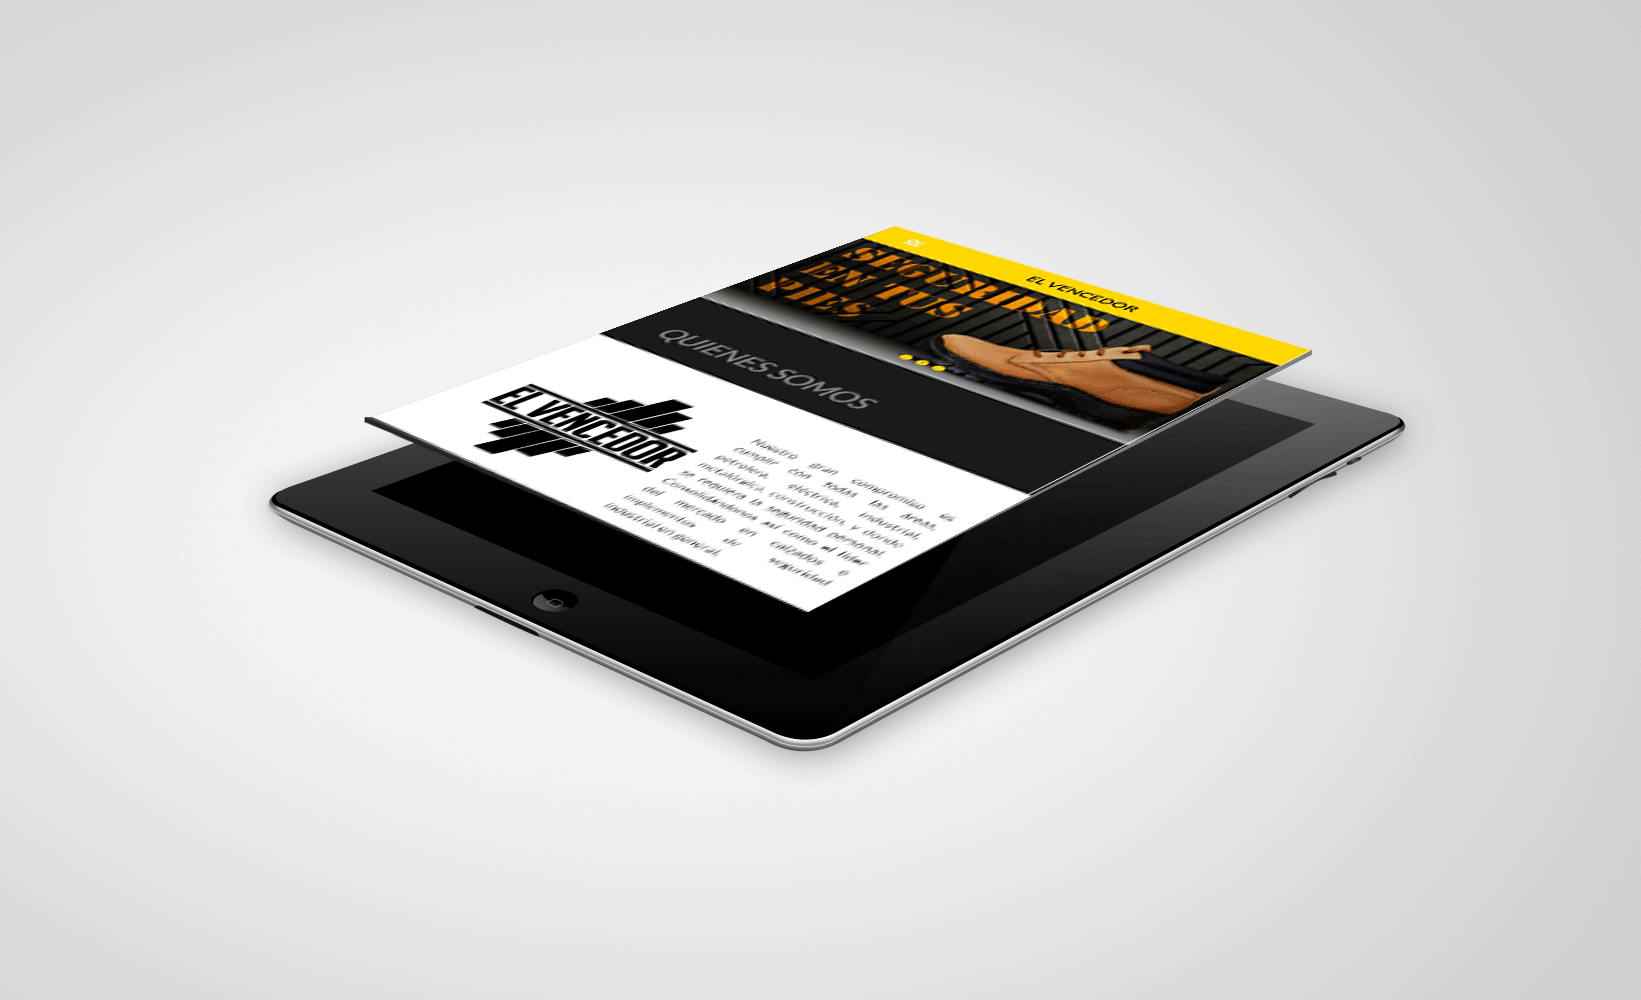 EL VENCEDOR
SEGURIDAD
EN TUS
PIES
QUIENES SOMOS
EL VENCEDOR
Nuestro gran compromiso es
cumplir con todas las áreas,
petrolera, eléctrica, industrial,
metalúrgica, construcción, y donde
se requiera la seguridad personal,
Consolidándonos así como el líder
del mercado en calzados o
implementos de seguridad
industrial en general.